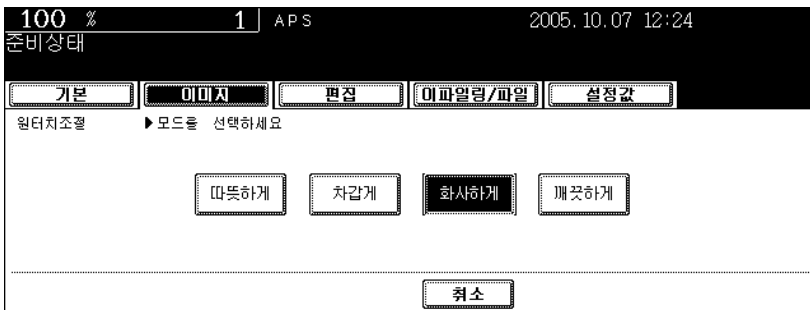 100 % 1 APS 2005.10.07 12:24
준비상태
기본 이미지 편집 이파일링/파일 설정값
원터치조절 ▶모드를 선택하세요
따뜻하게 차갑게 화사하게 깨끗하게
취소